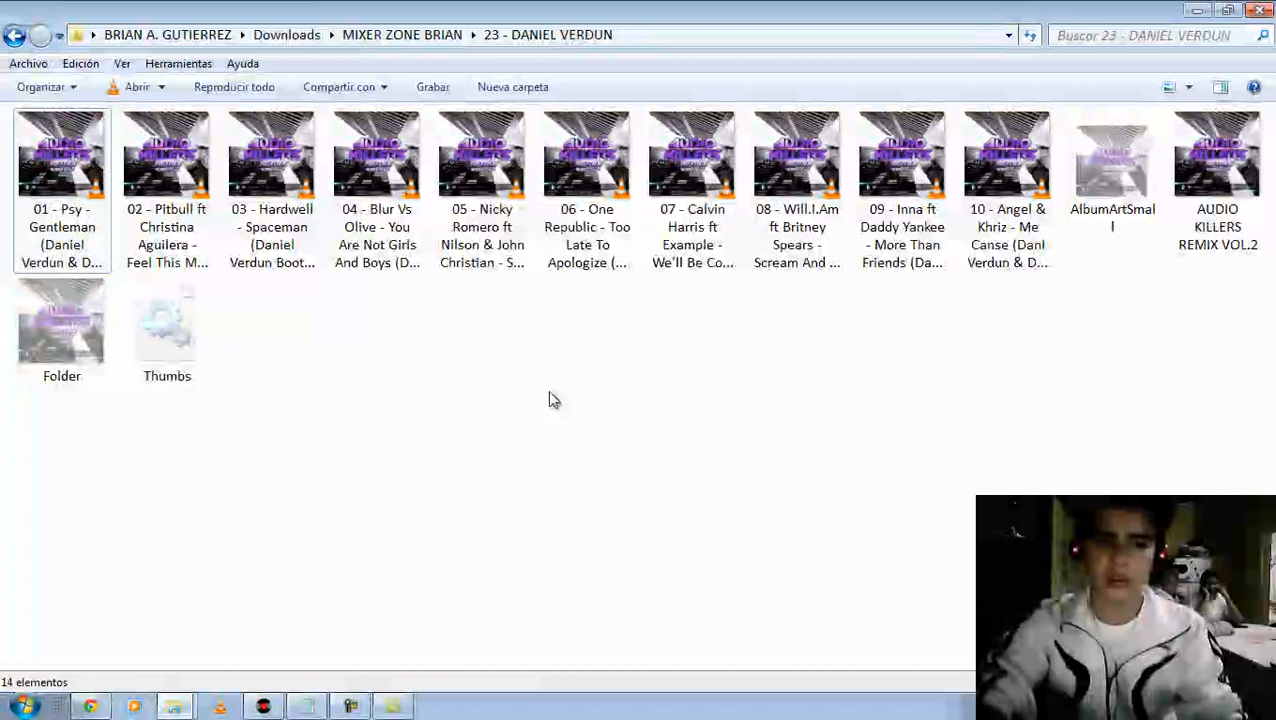 BRIAN A. GUTIERREZ Downloads MIXER ZONE BRIAN 23 - DANIEL VERDUN
Buscar 23 - DANIEL VERDUN
Archivo Edición Ver Herramientas Ayuda
Organizar Abrir Reproducir todo Compartir con Grabar Nueva carpeta
01 - Psy -
Gentleman
(Daniel
Verdun & D...
02 - Pitbull ft
Christina
Aguilera -
Feel This M...
03 - Hardwell
- Spaceman
(Daniel
Verdun Boot...
04 - Blur Vs
Olive - You
Are Not Girls
And Boys (D...
05 - Nicky
Romero ft
Nilson & John
Christian - S...
06 - One
Republic - Too
Late To
Apologize (...
07 - Calvin
Harris ft
Example -
We'll Be Co...
08 - Will.I.Am
ft Britney
Spears -
Scream And ...
09 - Inna ft
Daddy Yankee
- More Than
Friends (Da...
10 - Angel &
Khriz - Me
Canse (Danl
Verdun & D...
AlbumArtSmal
l
AUDIO
KILLERS
REMIX VOL.2
Folder
Thumbs
14 elementos